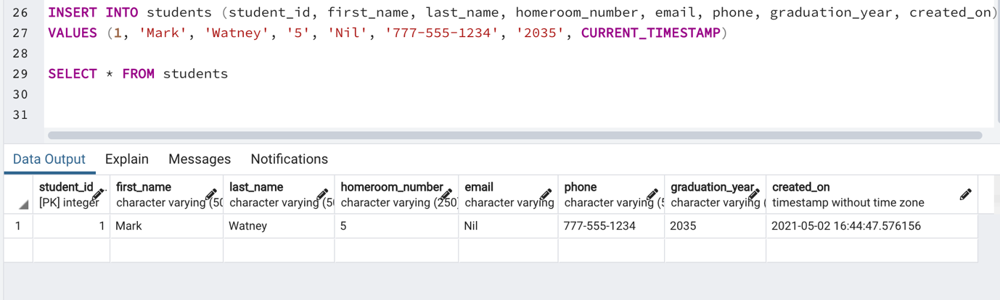 26 INSERT INTO students (student_id, first_name, last_name, homeroom_number, email, phone, graduation_year, created_on)
27 VALUES (1, 'Mark', 'Watney', '5', 'Nil', '777-555-1234', '2035', CURRENT_TIMESTAMP)
28
29 SELECT * FROM students
30
31
Data Output Explain Messages Notifications
student_id first_name last_name homeroom_number email phone graduation_year created_on
[PK] integer character varying (50 character varying (50 character varying (250) character varying character varying (5 character varying ( timestamp without time zone
1 1 Mark Watney 5 Nil 777-555-1234 2035 2021-05-02 16:44:47.576156